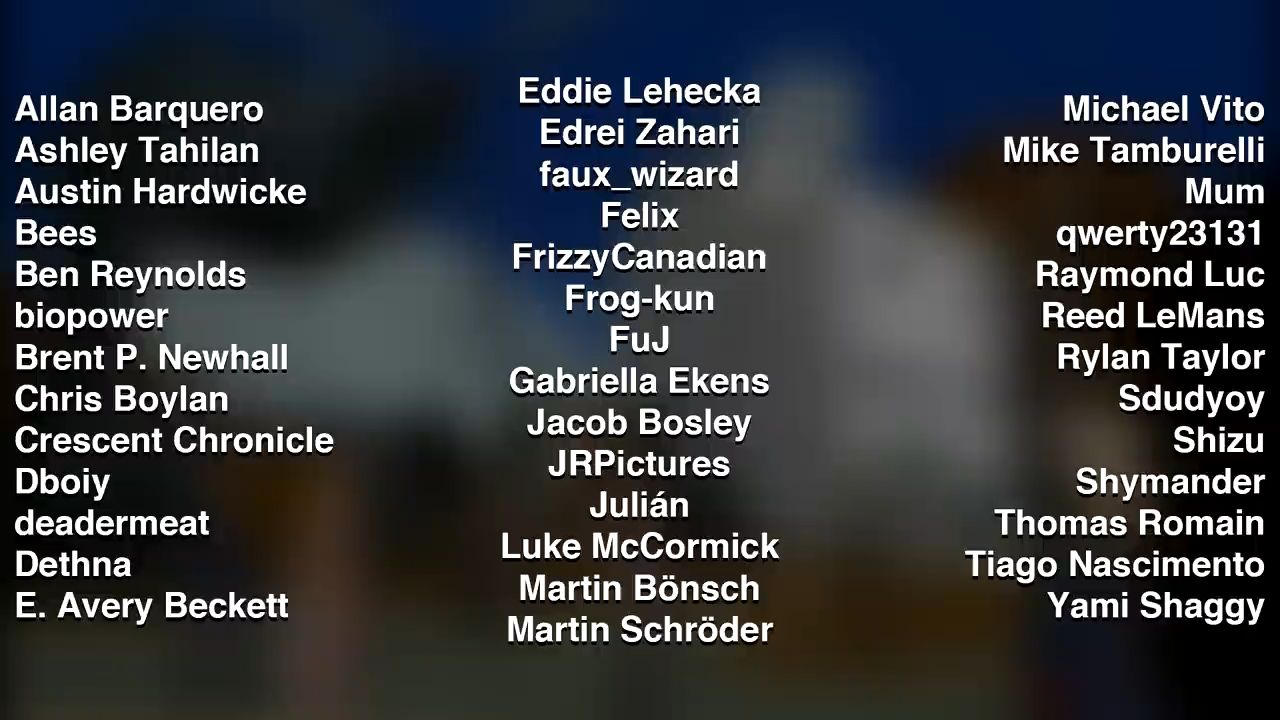 Allan Barquero
Ashley Tahilan
Austin Hardwicke
Bees
Ben Reynolds
biopower
Brent P. Newhall
Chris Boylan
Crescent Chronicle
Dboiy
deadermeat
Dethna
E. Avery Beckett
Eddie Lehecka
Edrei Zahari
faux_wizard
Felix
FrizzyCanadian
Frog-kun
FuJ
Gabriella Ekens
Jacob Bosley
JRPictures
Julián
Luke McCormick
Martin Bönsch
Martin Schröder
Michael Vito
Mike Tamburelli
Mum
qwerty23131
Raymond Luc
Reed LeMans
Rylan Taylor
Sdudyoy
Shizu
Shymander
Thomas Romain
Tiago Nascimento
Yami Shaggy